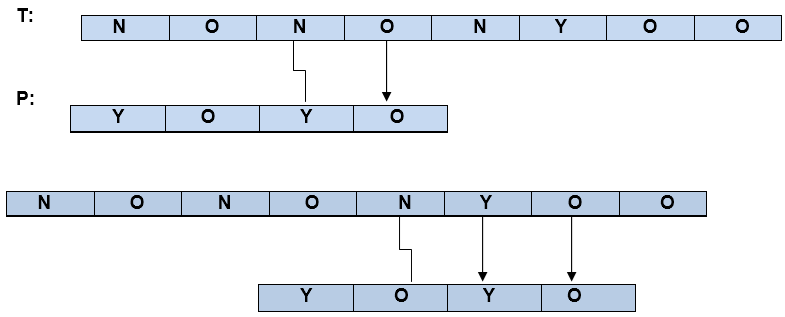 T: N O N O N Y O O
P: Y O Y O
N O N O N Y O O
Y O Y O